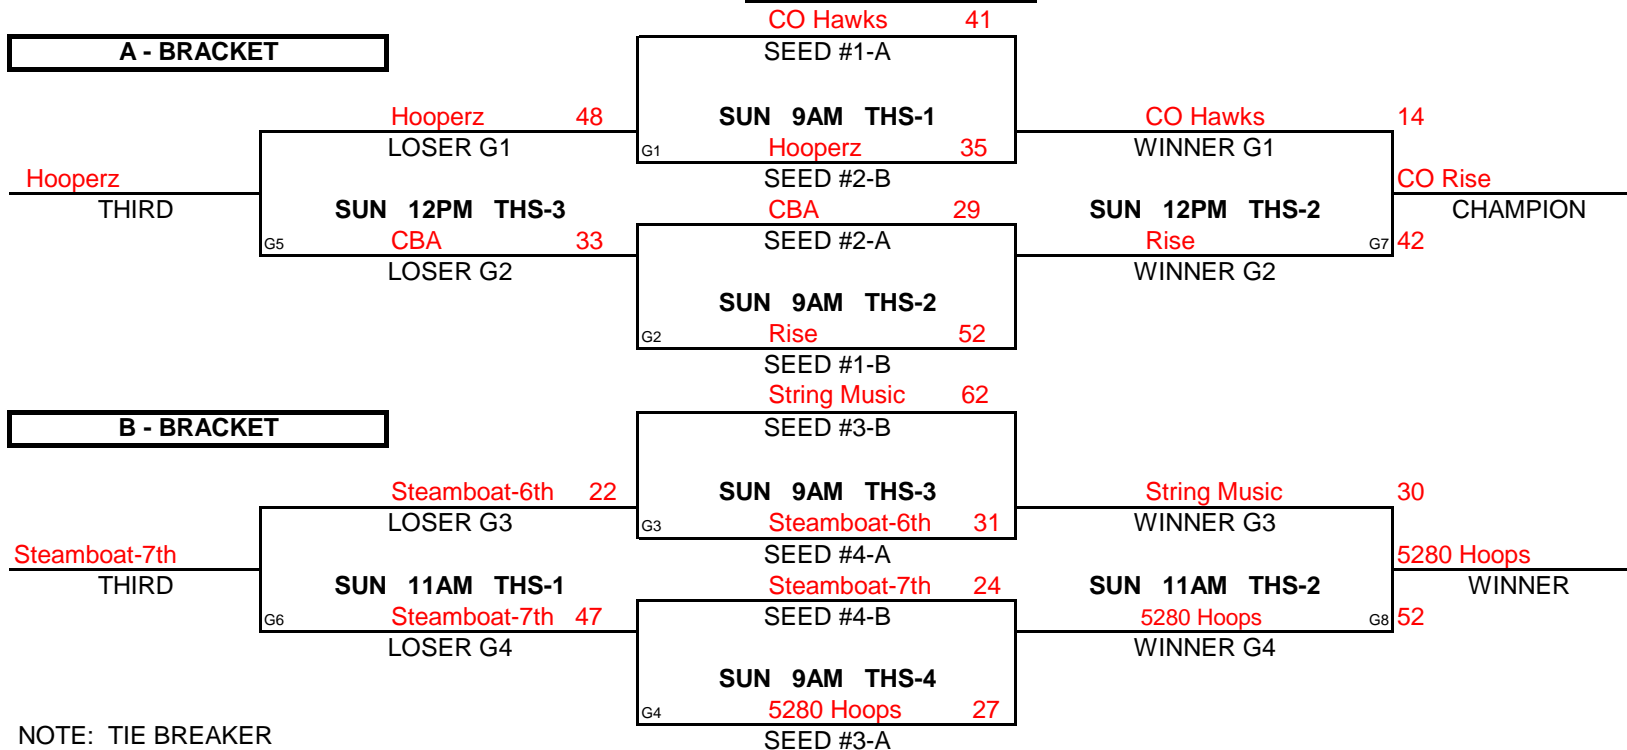 CO Hawks 41
A - BRACKET SEED #1-A
Hooperz 48 SUN 9AM THS-1 CO Hawks 14
LOSER G1 G1 Hooperz 35 WINNER G1
Hooperz SEED #2-B CO Rise
THIRD SUN 12PM THS-3 CBA 29 SUN 12PM THS-2 CHAMPION
G5 CBA 33 SEED #2-A Rise G7 42
LOSER G2 WINNER G2
SUN 9AM THS-2
G2 Rise 52
SEED #1-B
String Music 62
B - BRACKET SEED #3-B
Steamboat-6th 22 SUN 9AM THS-3 String Music 30
LOSER G3 G3 Steamboat-6th 31 WINNER G3
Steamboat-7th SEED #4-A 5280 Hoops
THIRD SUN 11AM THS-1 Steamboat-7th 24 SUN 11AM THS-2 WINNER
G6 Steamboat-7th 47 SEED #4-B 5280 Hoops G8 52
LOSER G4 WINNER G4
SUN 9AM THS-4
G4 5280 Hoops 27
NOTE: TIE BREAKER SEED #3-A